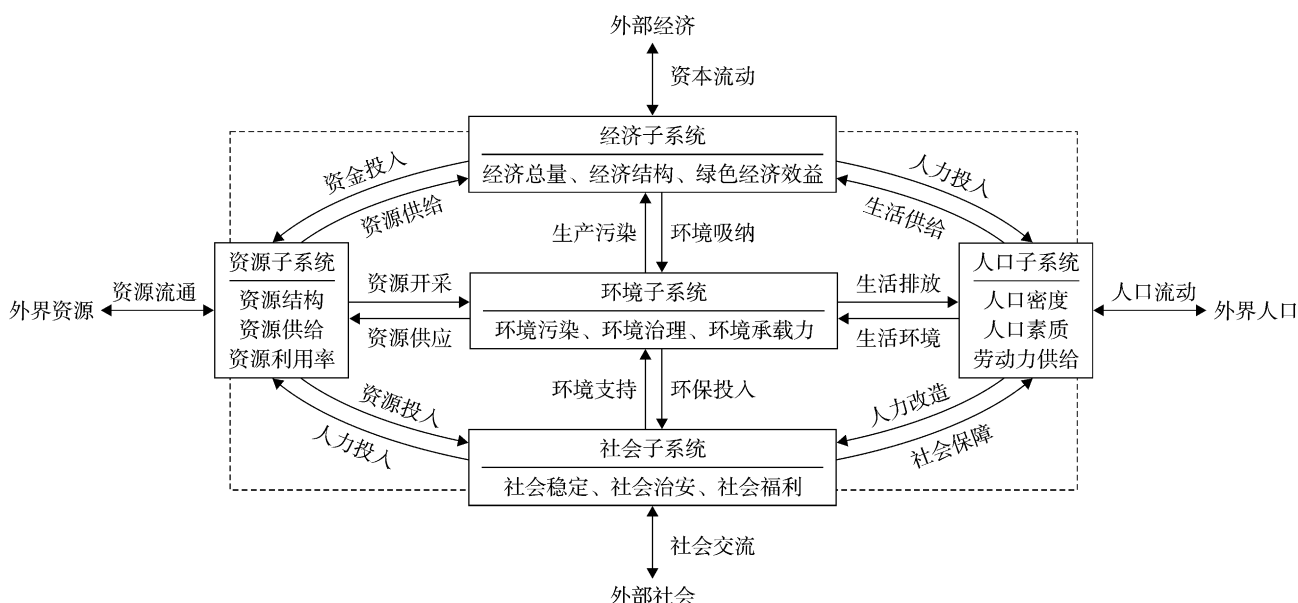 外部经济
资本流动
经济子系统
经济总量、经济结构、绿色经济效益
资金投入
资源供给
人力投入
生活供给
生产污染
环境吸纳
资源子系统
资源结构
资源供给
资源利用率
外界资源
资源流通
资源开采
资源供应
环境子系统
环境污染、环境治理、环境承载力
生活排放
生活环境
人口子系统
人口密度
人口素质
劳动力供给
人口流动
外界人口
环境支持
环保投入
资源投入
人力投入
人力改造
社会保障
社会子系统
社会稳定、社会治安、社会福利
社会交流
外部社会